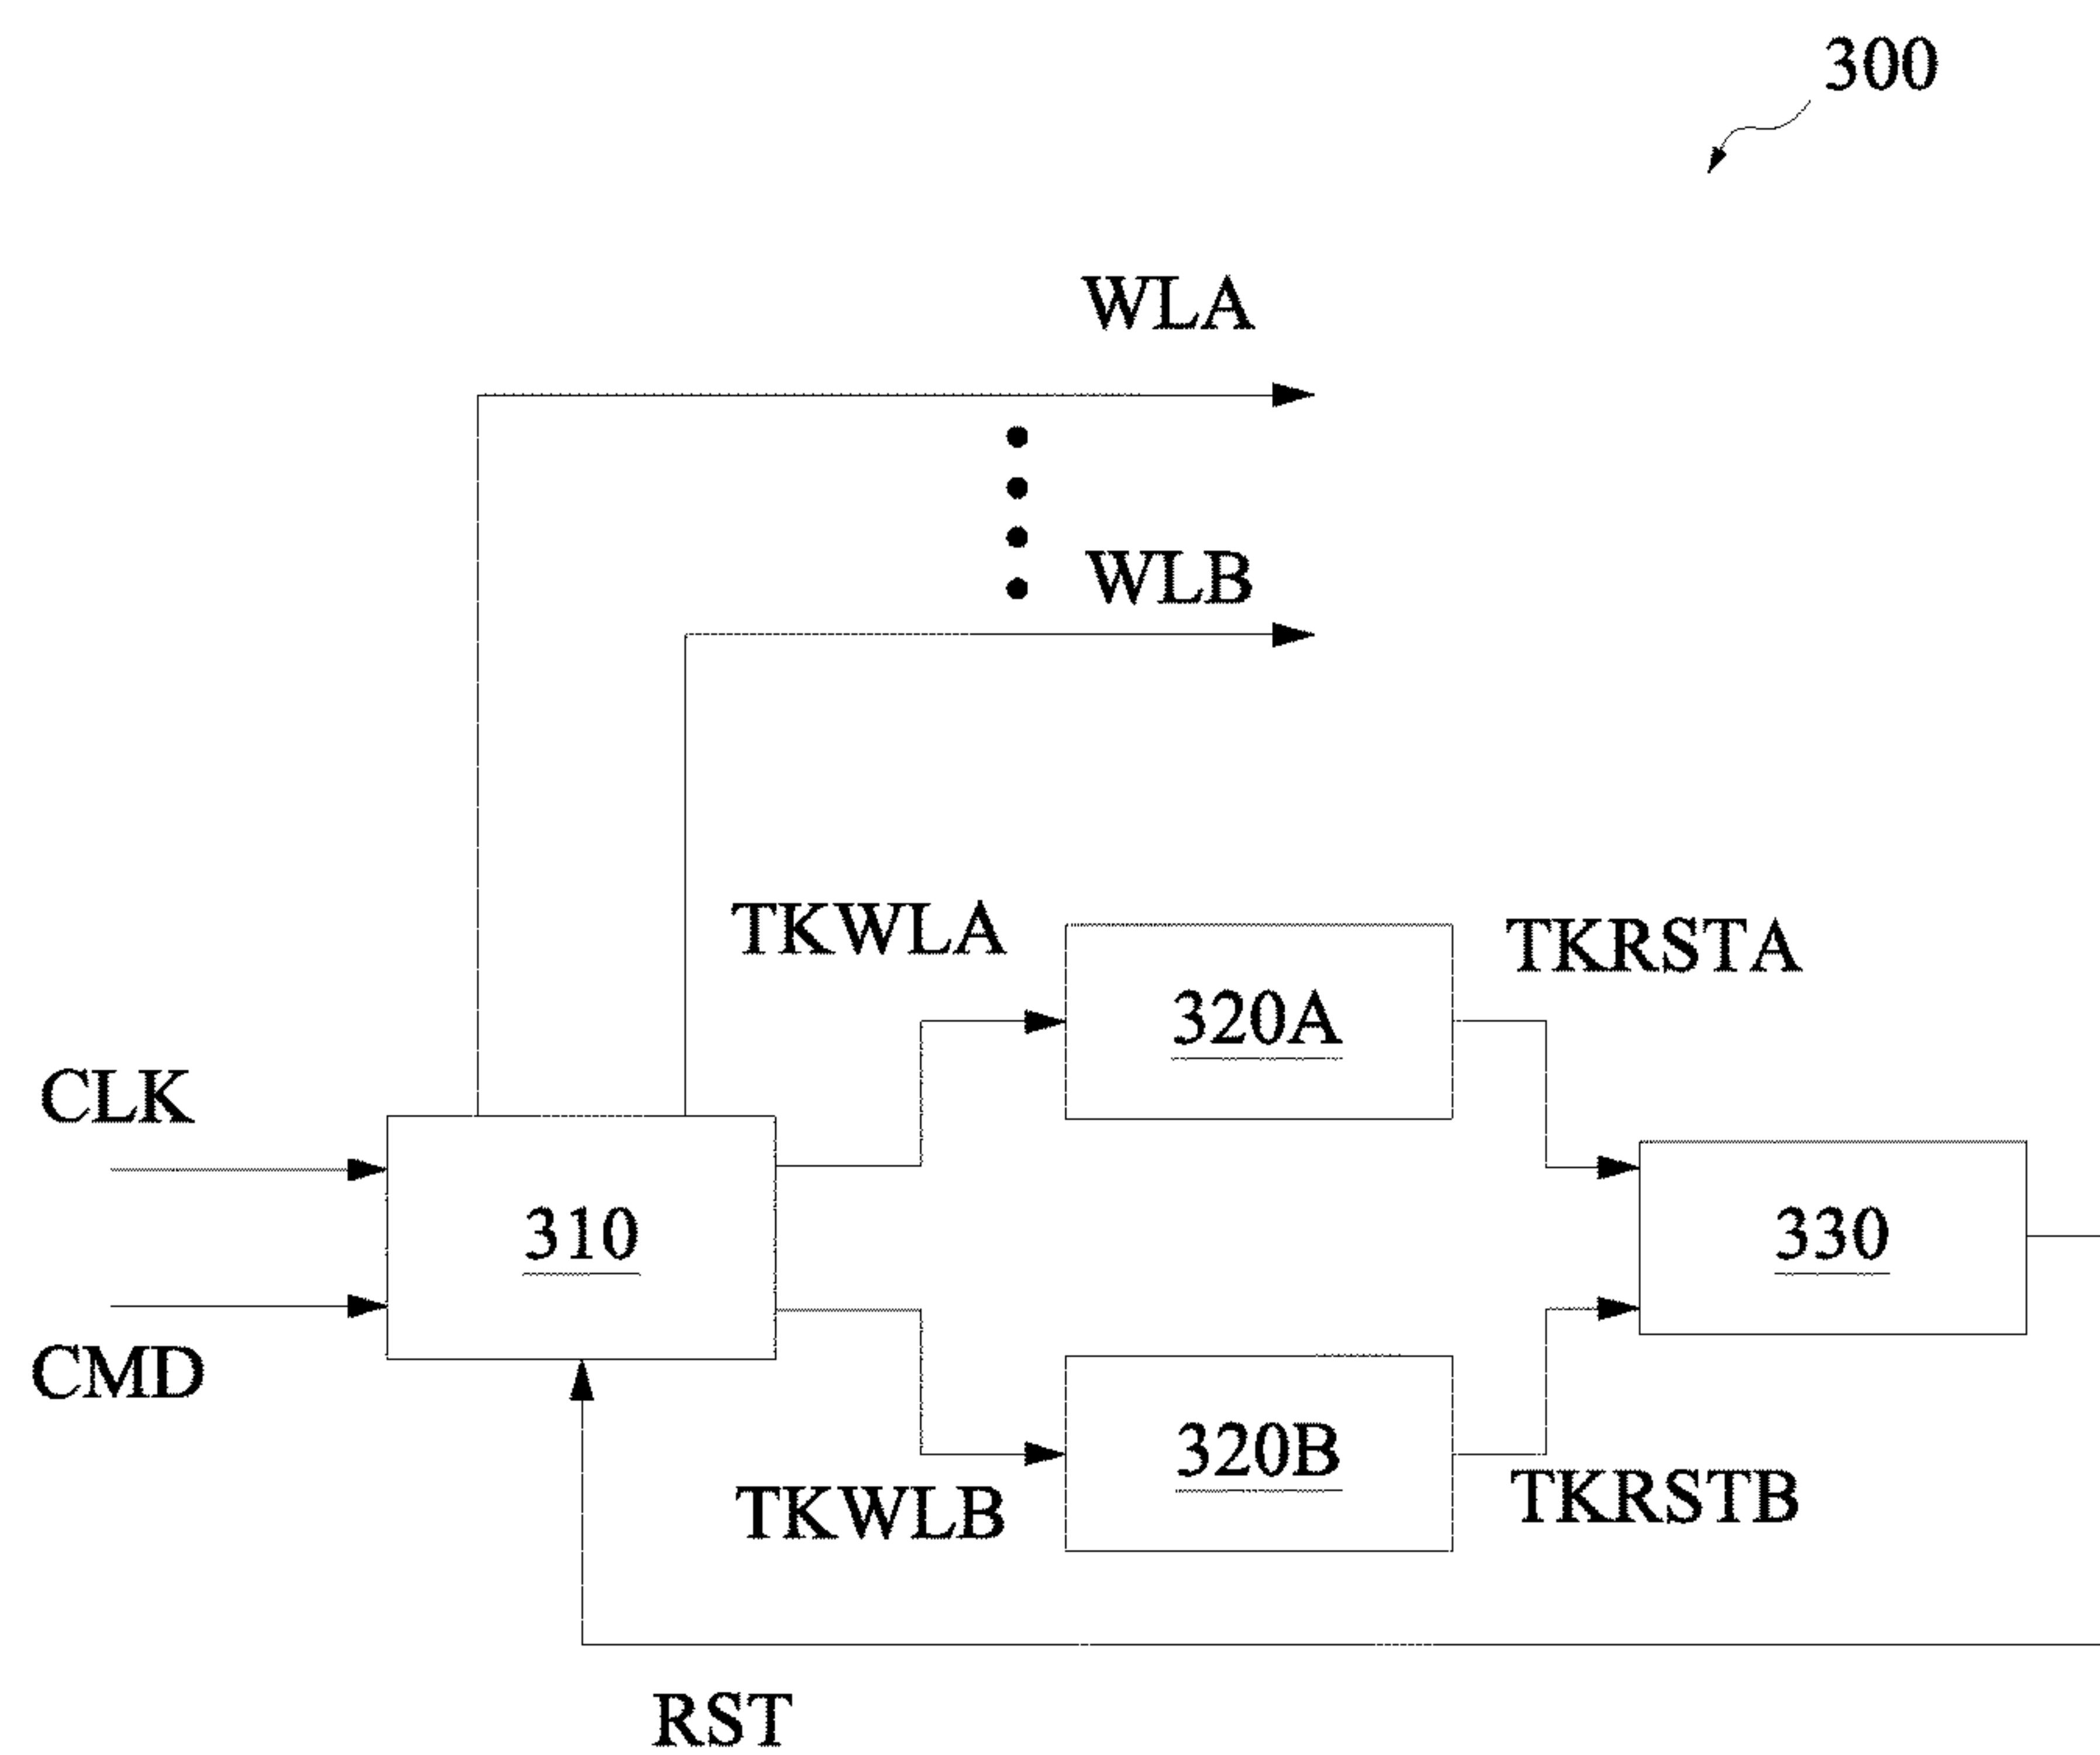 300
WLA
WLB
TKWLA
320A
TKRSTA
CLK
310
330
CMD
320B
TKWLB
TKRSTB
RST